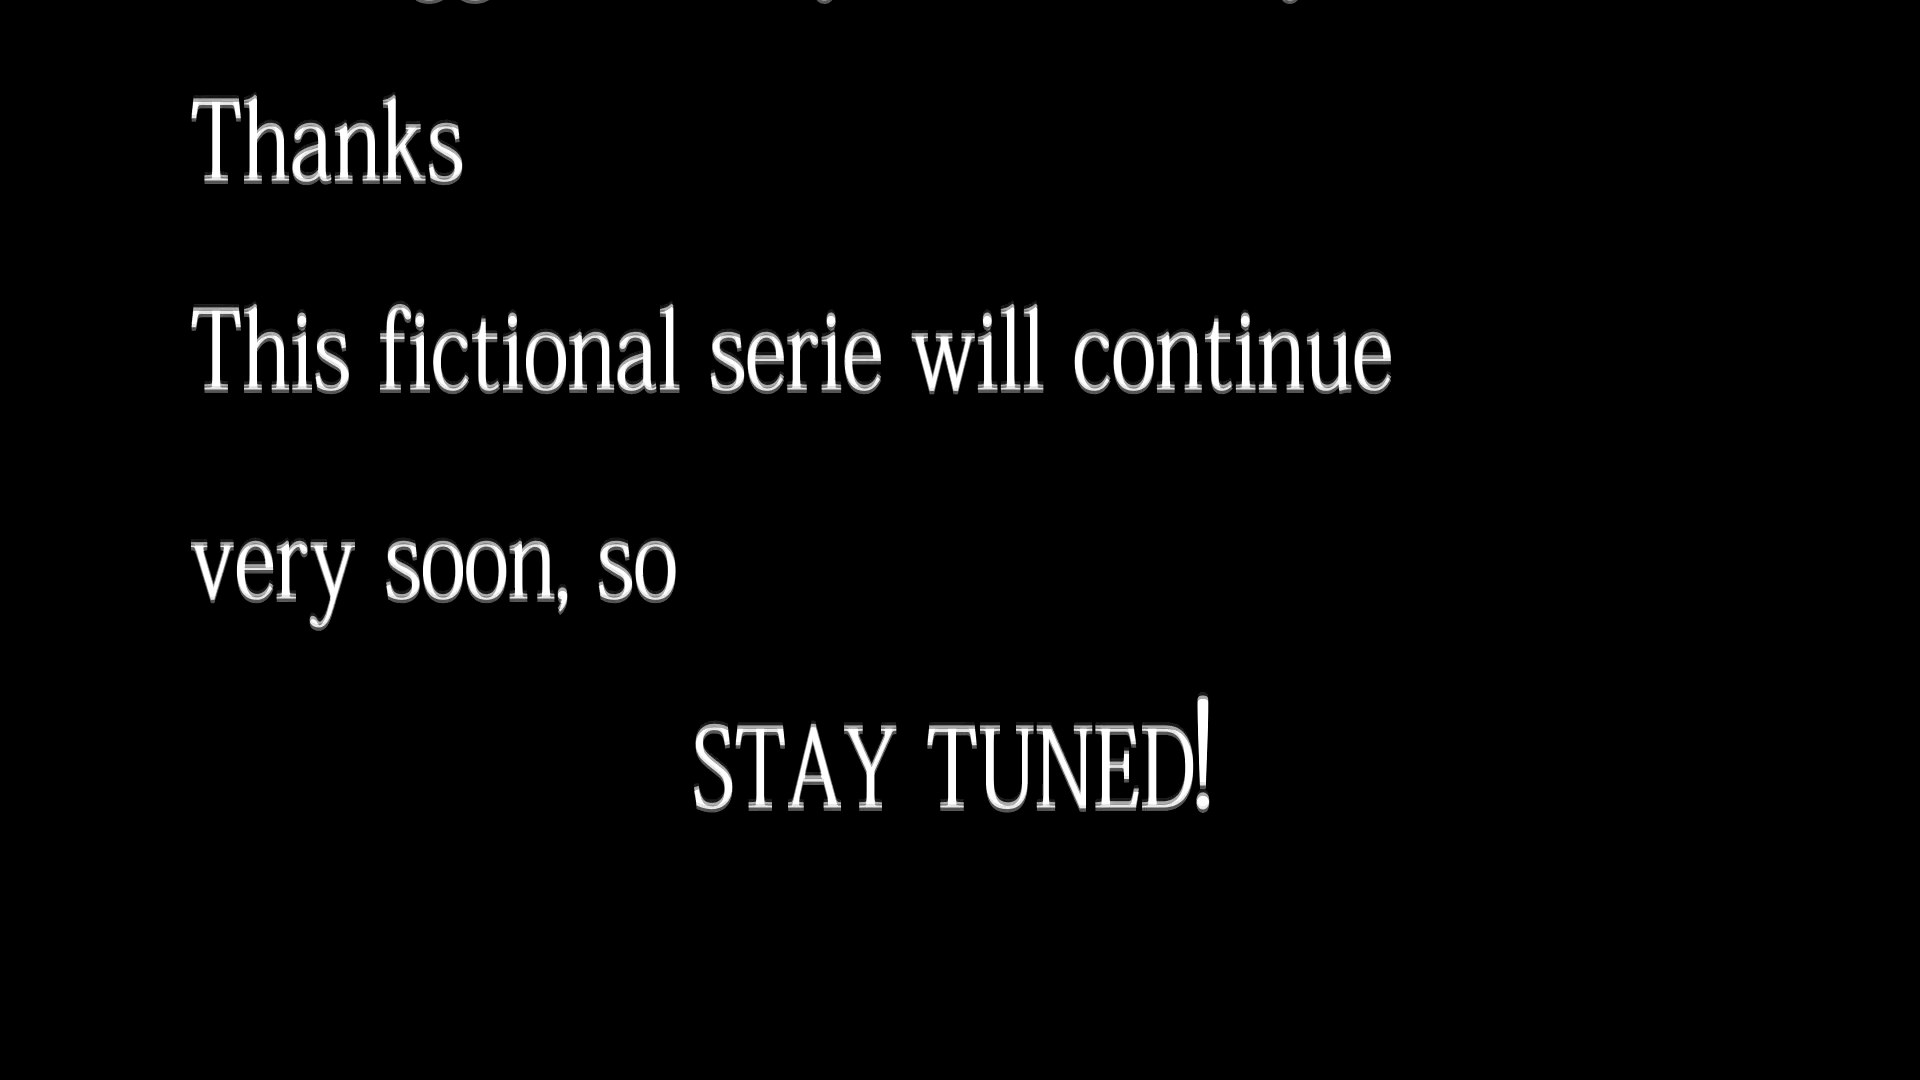 Thanks
This fictional serie will continue
very soon, so
STAY TUNED!